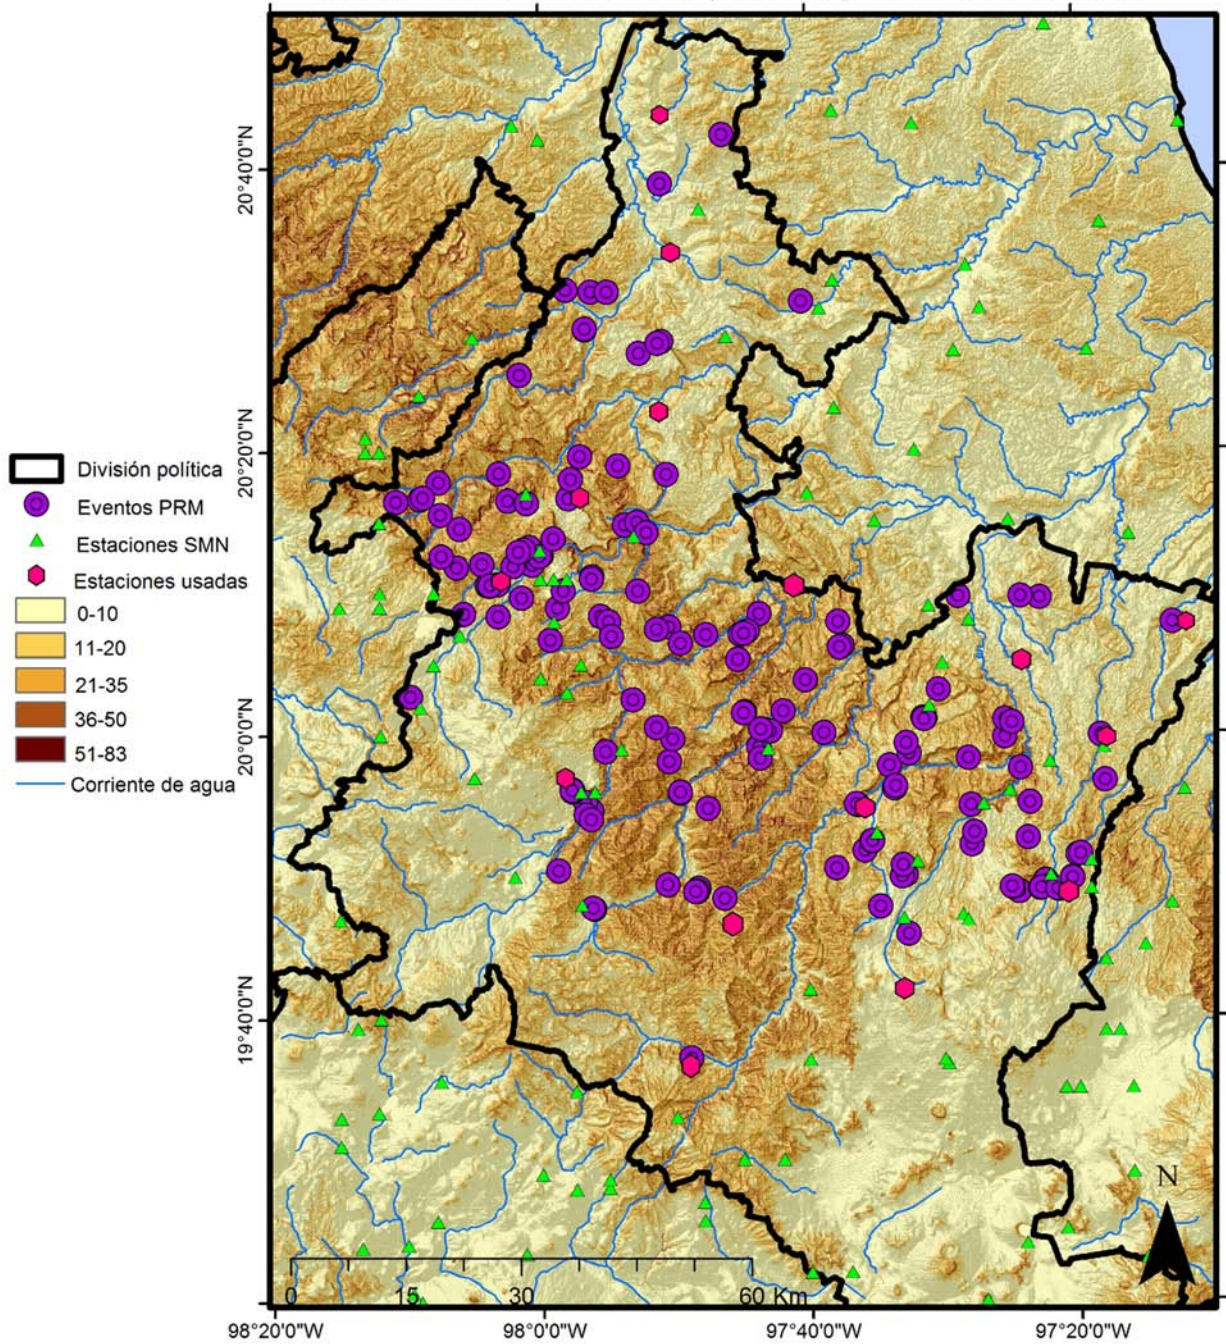 20°40'0"N
20°20'0"N
20°0'0"N
19°40'0"N
División política
Eventos PRM
Estaciones SMN
Estaciones usadas
0-10
11-20
21-35
36-50
51-83
Corriente de agua
N
0 15 30 60 Km
98°20'0"W 98°0'0"W 97°40'0"W 97°20'0"W